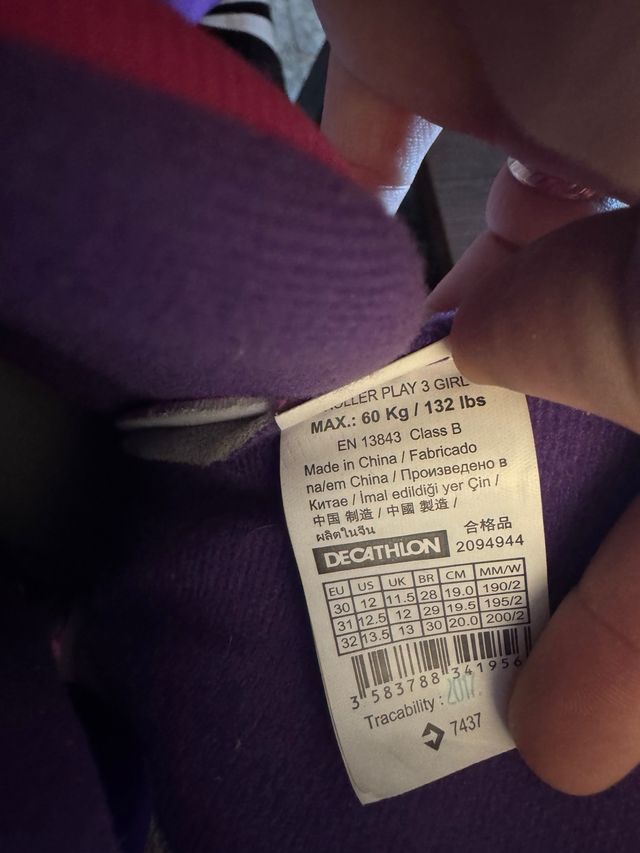 PLAY 3 GIRL
MAX.: 60 Kg / 132 lbs
EN 13843 Class B
Made in China / Fabricado
na/em China / Произведено в
Китае / İmal edildiği yer Çin /
中国 制造 / 中國 製造 /
ผลิตในจีน
合格品
DECATHLON 2094944
EU US UK BR CM MM/W
30 12 11.5 28 19.0 190/2
31 12.5 12 29 19.5 195/2
32 13.5 13 30 20.0 200/2
3 583788 341956
Tracability :
7437